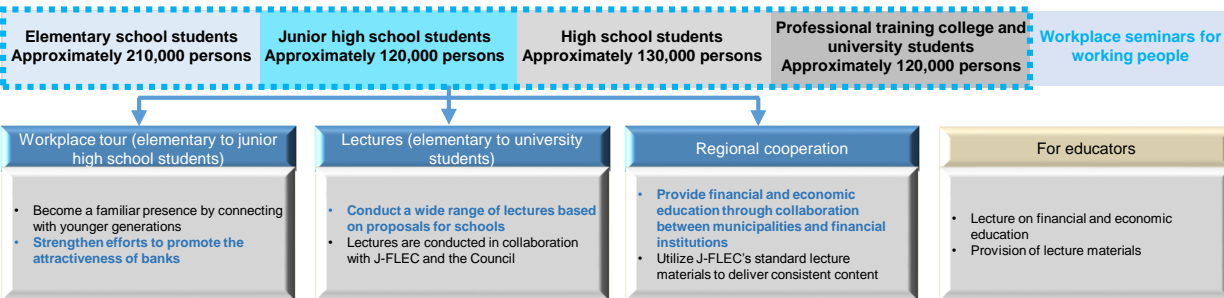 Elementary school students
Approximately 210,000 persons
Junior high school students
Approximately 120,000 persons
High school students
Approximately 130,000 persons
Professional training college and
university students
Approximately 120,000 persons
Workplace seminars for
working people
Workplace tour (elementary to junior
high school students)
• Become a familiar presence by connecting
with younger generations
• Strengthen efforts to promote the
attractiveness of banks
Lectures (elementary to university
students)
• Conduct a wide range of lectures based
on proposals for schools
• Lectures are conducted in collaboration
with J-FLEC and the Council
Regional cooperation
• Provide financial and economic
education through collaboration
between municipalities and financial
institutions
• Utilize J-FLEC's standard lecture
materials to deliver consistent content
For educators
• Lecture on financial and economic
education
• Provision of lecture materials